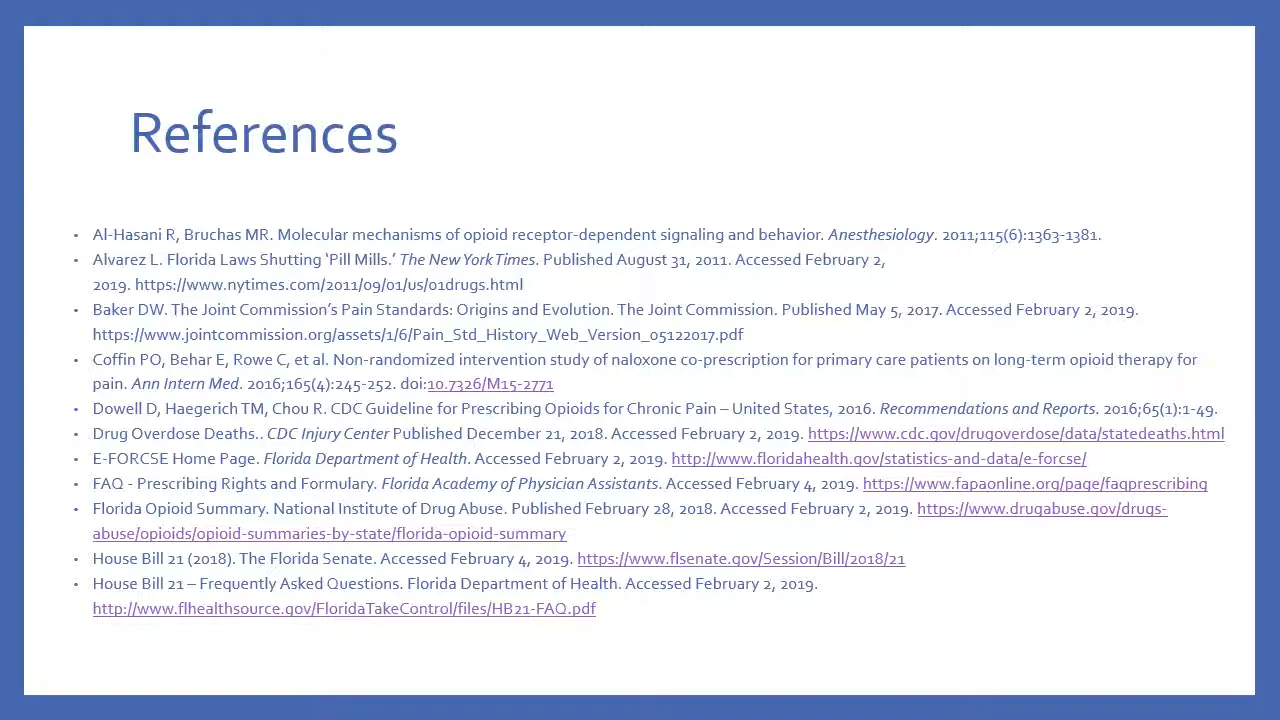 References
• Al-Hasani R, Bruchas MR. Molecular mechanisms of opioid receptor-dependent signaling and behavior. Anesthesiology. 2011;115(6):1363-1381.
• Alvarez L. Florida Laws Shutting ‘Pill Mills.’ The New York Times. Published August 31, 2011. Accessed February 2,
2019. https://www.nytimes.com/2011/09/01/us/01drugs.html
• Baker DW. The Joint Commission’s Pain Standards: Origins and Evolution. The Joint Commission. Published May 5, 2017. Accessed February 2, 2019.
https://www.jointcommission.org/assets/1/6/Pain_Std_History_Web_Version_05122017.pdf
• Coffin PO, Behar E, Rowe C, et al. Non-randomized intervention study of naloxone co-prescription for primary care patients on long-term opioid therapy for
pain. Ann Intern Med. 2016;165(4):245-252. doi:10.7326/M15-2771
• Dowell D, Haegerich TM, Chou R. CDC Guideline for Prescribing Opioids for Chronic Pain – United States, 2016. Recommendations and Reports. 2016;65(1):1-49.
• Drug Overdose Deaths.. CDC Injury Center Published December 21, 2018. Accessed February 2, 2019. https://www.cdc.gov/drugoverdose/data/statedeaths.html
• E-FORCSE Home Page. Florida Department of Health. Accessed February 2, 2019. http://www.floridahealth.gov/statistics-and-data/e-forcse/
• FAQ - Prescribing Rights and Formulary. Florida Academy of Physician Assistants. Accessed February 4, 2019. https://www.fapaonline.org/page/faqprescribing
• Florida Opioid Summary. National Institute of Drug Abuse. Published February 28, 2018. Accessed February 2, 2019. https://www.drugabuse.gov/drugs-
abuse/opioids/opioid-summaries-by-state/florida-opioid-summary
• House Bill 21 (2018). The Florida Senate. Accessed February 4, 2019. https://www.flsenate.gov/Session/Bill/2018/21
• House Bill 21 – Frequently Asked Questions. Florida Department of Health. Accessed February 2, 2019.
http://www.flhealthsource.gov/FloridaTakeControl/files/HB21-FAQ.pdf